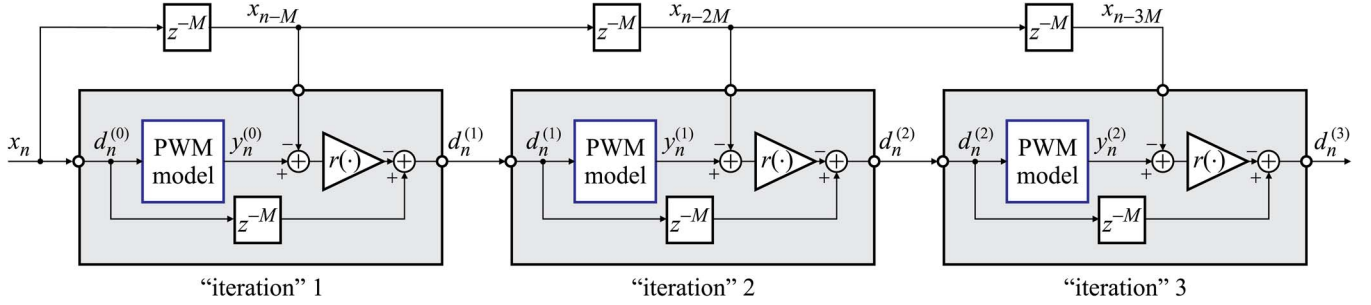 z^{-M} x_{n-M} z^{-M} x_{n-2M} z^{-M} x_{n-3M}
x_n d_n^{(0)} PWM model y_n^{(0)} − + r(·) − + d_n^{(1)}
z^{-M}
d_n^{(1)} PWM model y_n^{(1)} − + r(·) − + d_n^{(2)}
z^{-M}
d_n^{(2)} PWM model y_n^{(2)} − + r(·) − + d_n^{(3)}
z^{-M}
“iteration” 1 “iteration” 2 “iteration” 3